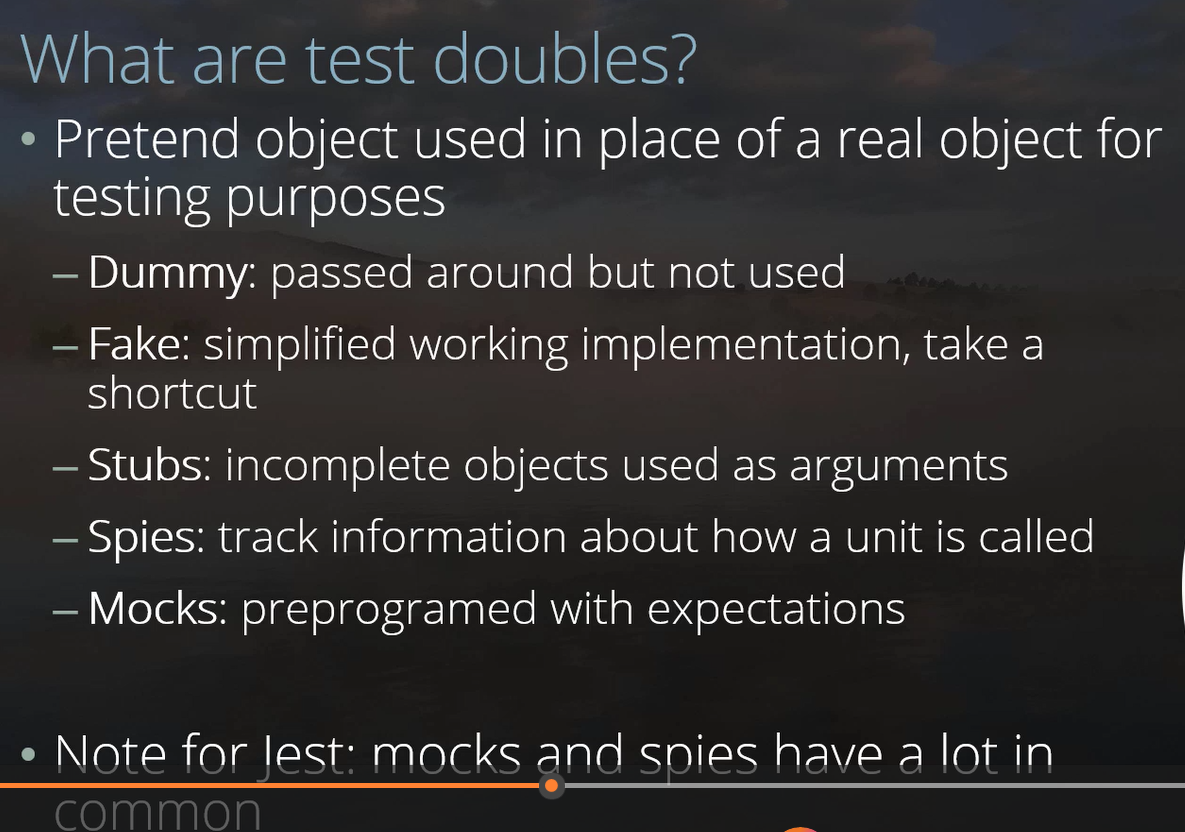 What are test doubles?
• Pretend object used in place of a real object for
testing purposes
– Dummy: passed around but not used
– Fake: simplified working implementation, take a
shortcut
– Stubs: incomplete objects used as arguments
– Spies: track information about how a unit is called
– Mocks: preprogramed with expectations
• Note for Jest: mocks and spies have a lot in
common